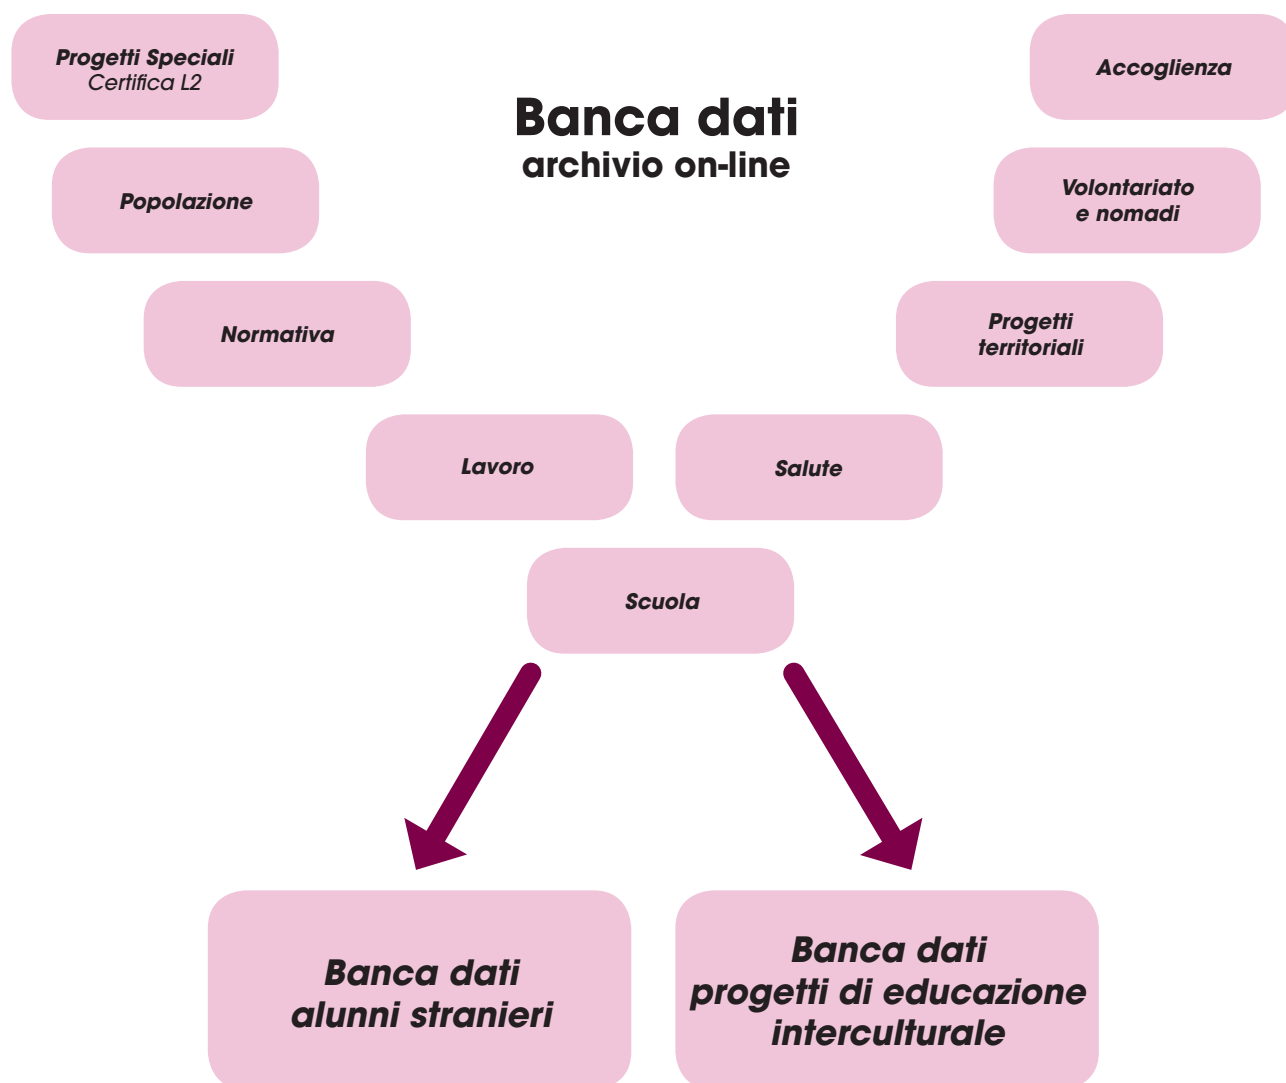 Progetti Speciali
Certifica L2
Accoglienza
Banca dati
archivio on-line
Popolazione
Volontariato
e nomadi
Normativa
Progetti
territoriali
Lavoro
Salute
Scuola
Banca dati
alunni stranieri
Banca dati
progetti di educazione
interculturale